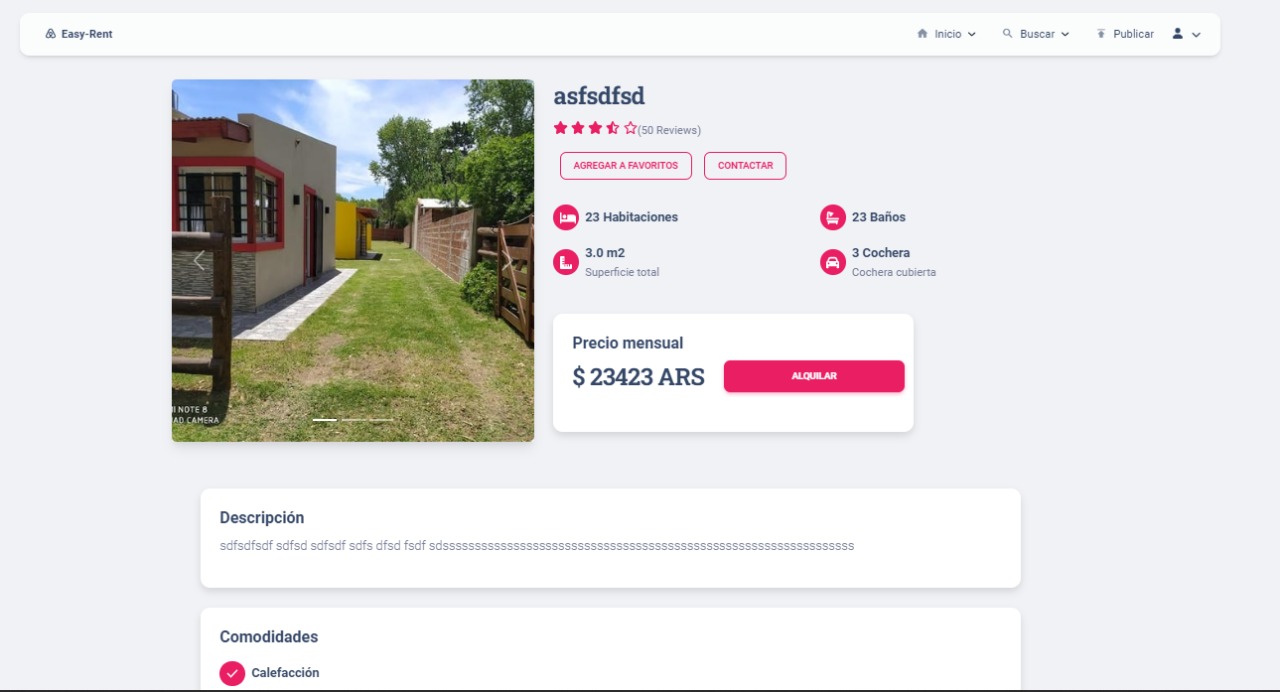 Easy-Rent
Inicio
Buscar
Publicar
asfsdfsd
(50 Reviews)
AGREGAR A FAVORITOS
CONTACTAR
23 Habitaciones
23 Baños
3.0 m2
Superficie total
3 Cochera
Cochera cubierta
Precio mensual
$ 23423 ARS
ALQUILAR
II NOTE 8
AD CAMERA
Descripción
sdfsdfsdf sdfsd sdfsdf sdfs dfsd fsdf sdssssssssssssssssssssssssssssssssssssssssssssssssssssssssssssssss
Comodidades
Calefacción